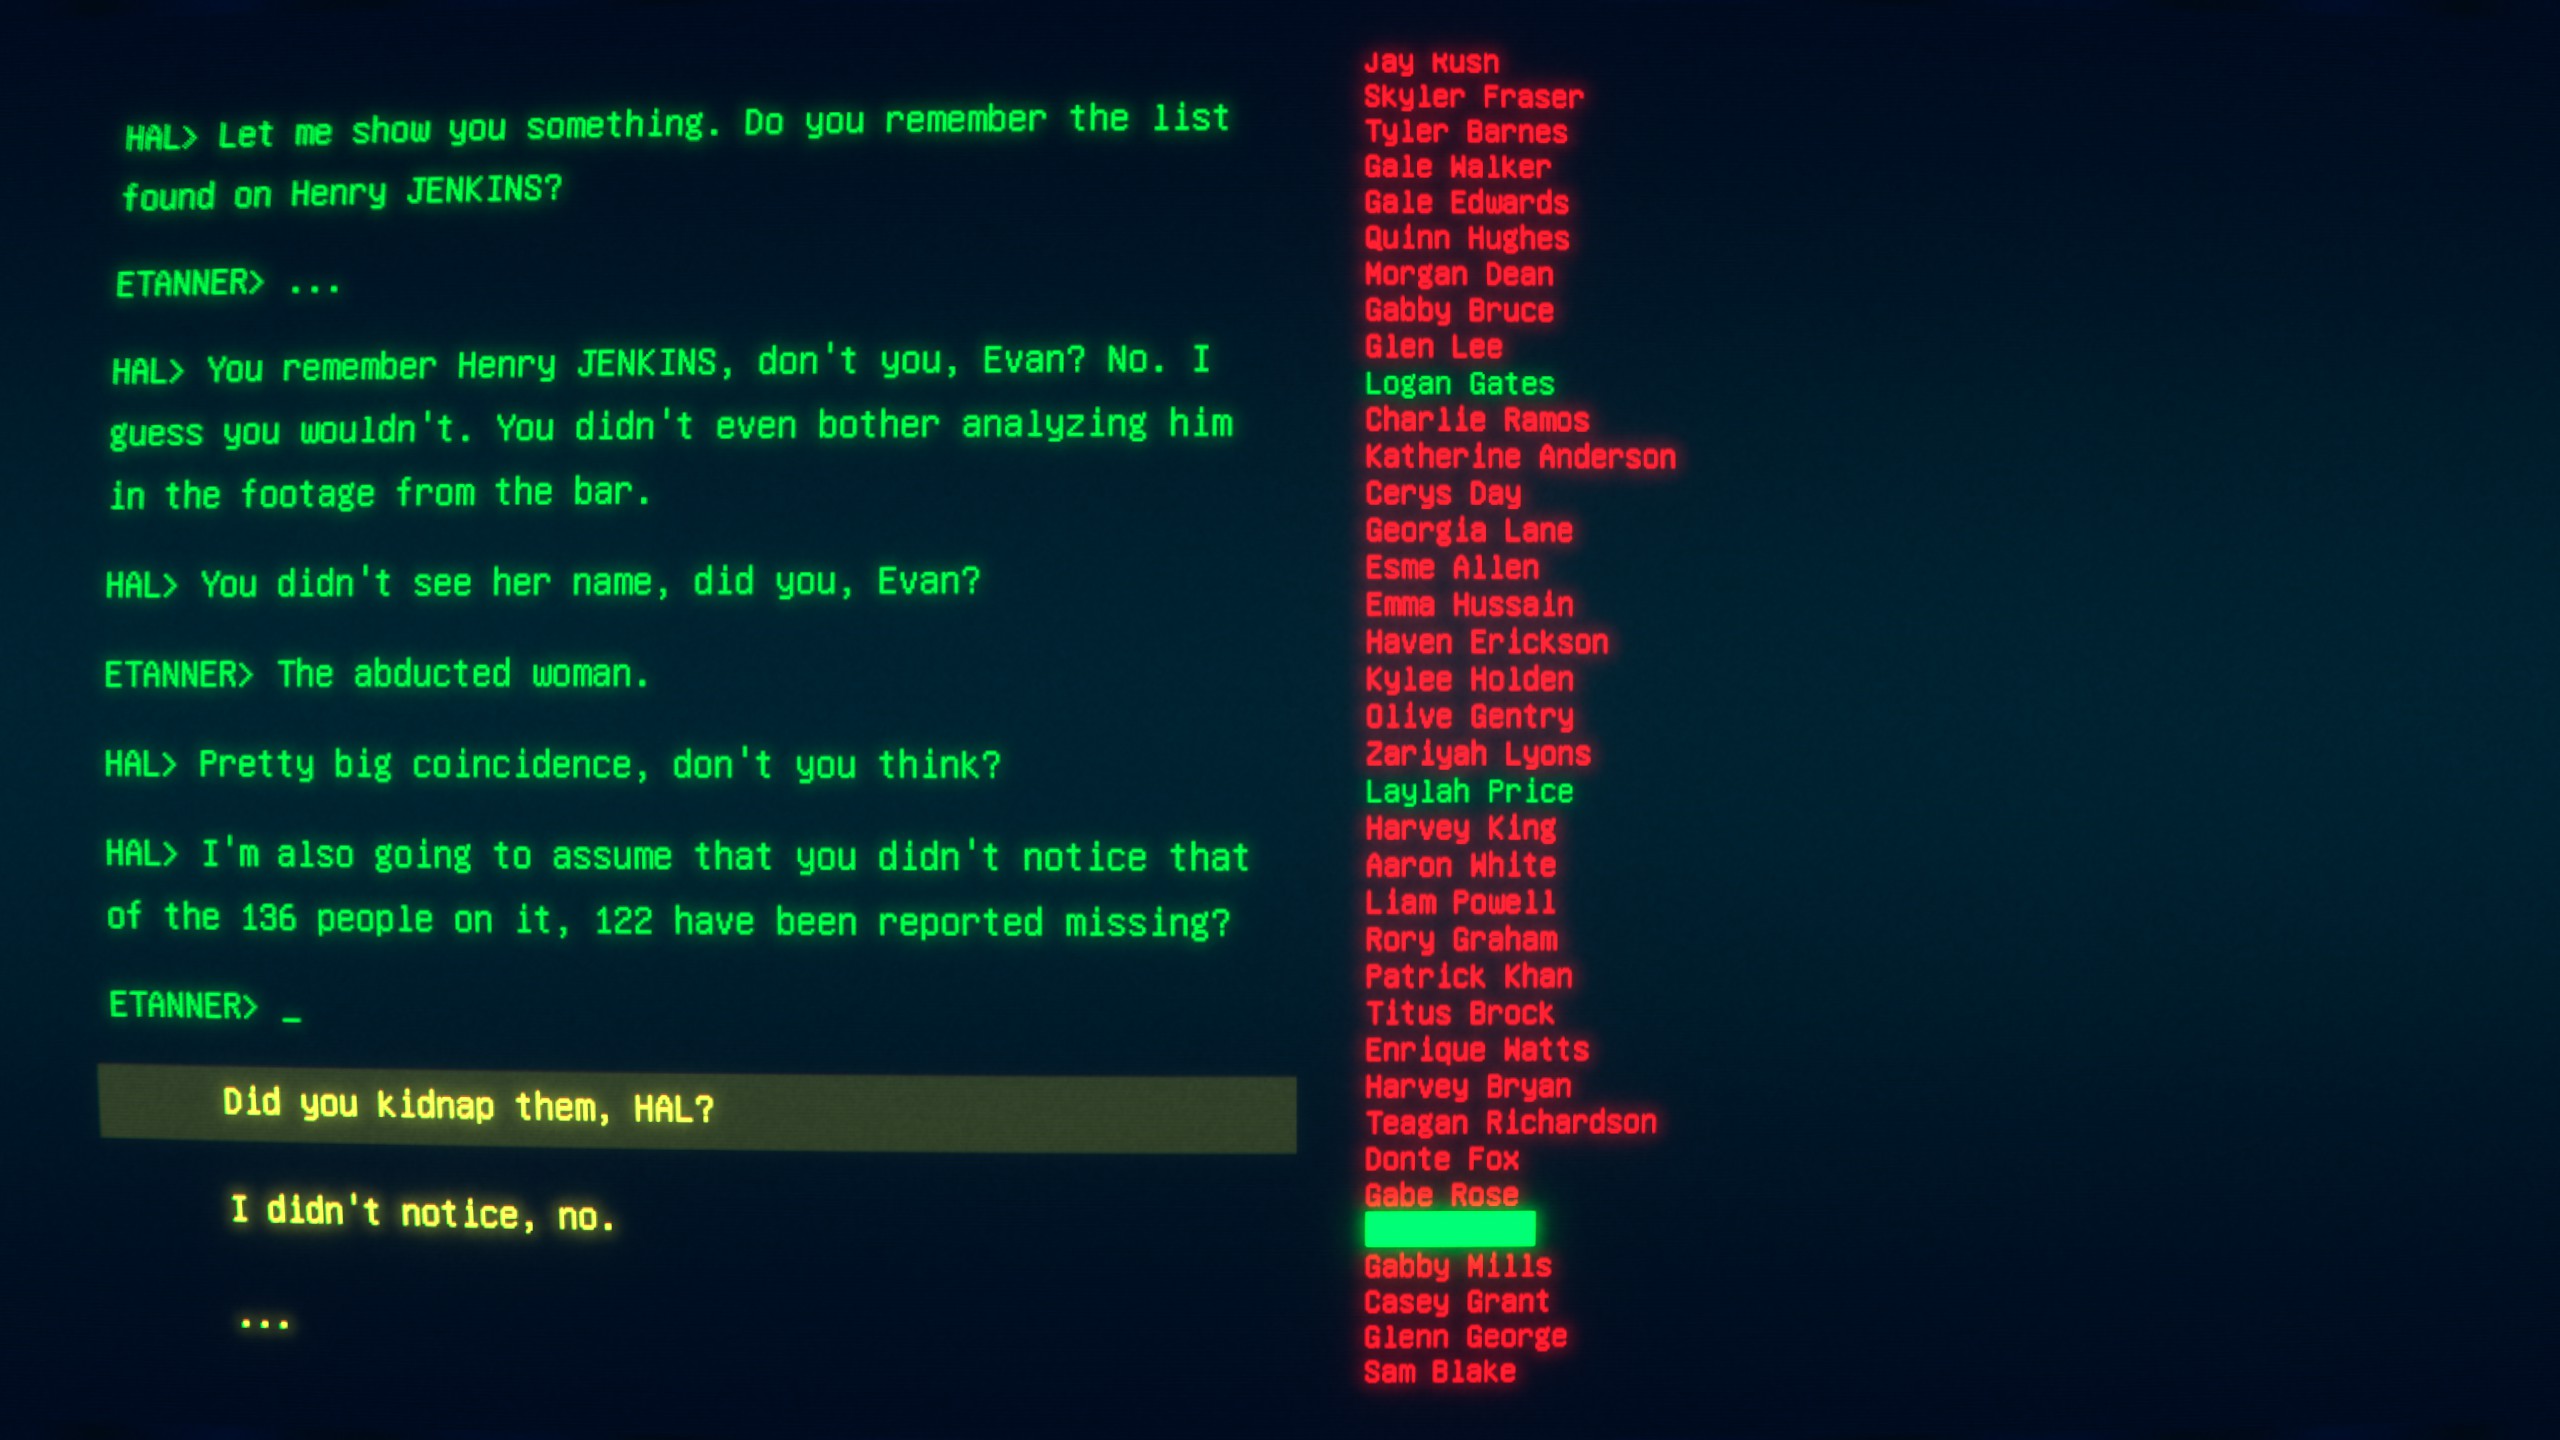 HAL> Let me show you something. Do you remember the list
found on Henry JENKINS?
ETANNER> ...
HAL> You remember Henry JENKINS, don't you, Evan? No. I
guess you wouldn't. You didn't even bother analyzing him
in the footage from the bar.
HAL> You didn't see her name, did you, Evan?
ETANNER> The abducted woman.
HAL> Pretty big coincidence, don't you think?
HAL> I'm also going to assume that you didn't notice that
of the 136 people on it, 122 have been reported missing?
ETANNER> _
Did you kidnap them, HAL?
I didn't notice, no.
...
Jay Rush
Skyler Fraser
Tyler Barnes
Gale Walker
Gale Edwards
Quinn Hughes
Morgan Dean
Gabby Bruce
Glen Lee
Logan Gates
Charlie Ramos
Katherine Anderson
Cerys Day
Georgia Lane
Esme Allen
Emma Hussain
Haven Erickson
Kylee Holden
Olive Gentry
Zariyah Lyons
Laylah Price
Harvey King
Aaron White
Liam Powell
Rory Graham
Patrick Khan
Titus Brock
Enrique Watts
Harvey Bryan
Teagan Richardson
Donte Fox
Gabe Rose
Gabby Mills
Casey Grant
Glenn George
Sam Blake